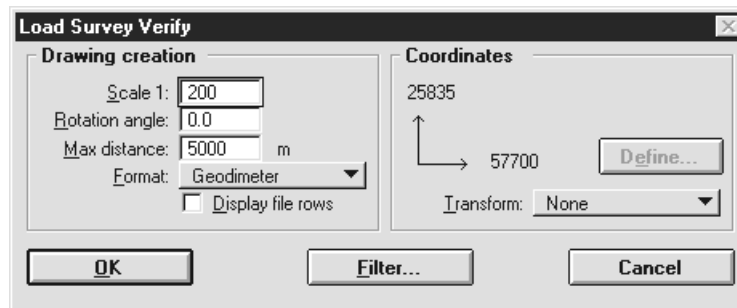 Load Survey Verify
Drawing creation
Scale 1: 200
Rotation angle: 0.0
Max distance: 5000 m
Format: Geodimeter
Display file rows
Coordinates
25835
57700
Define...
Transform: None
OK
Filter...
Cancel